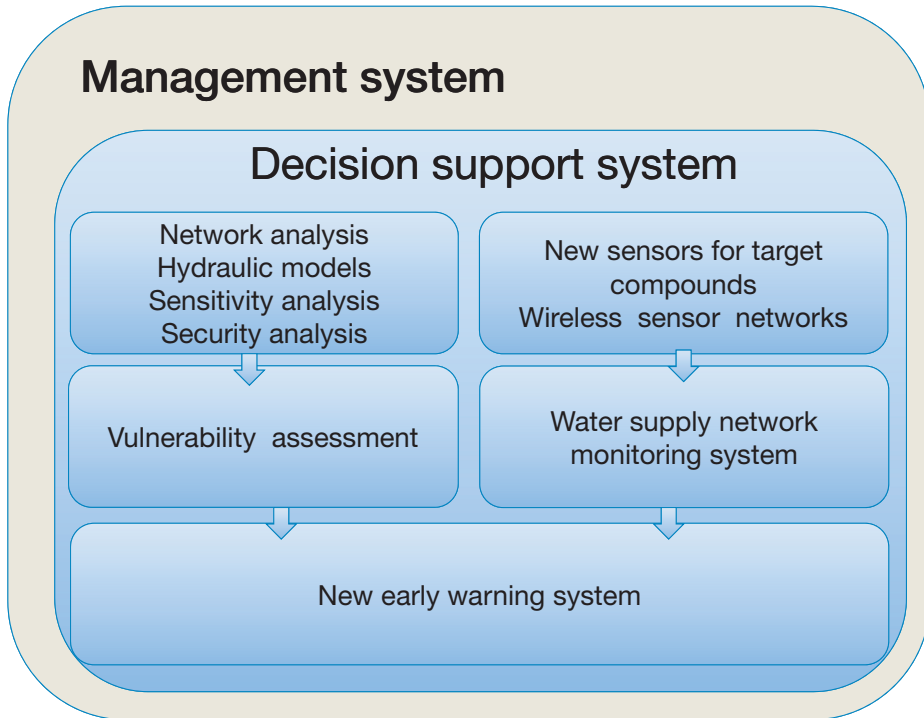 Management system
Decision support system
Network analysis
Hydraulic models
Sensitivity analysis
Security analysis
New sensors for target
compounds
Wireless sensor networks
Vulnerability assessment
Water supply network
monitoring system
New early warning system